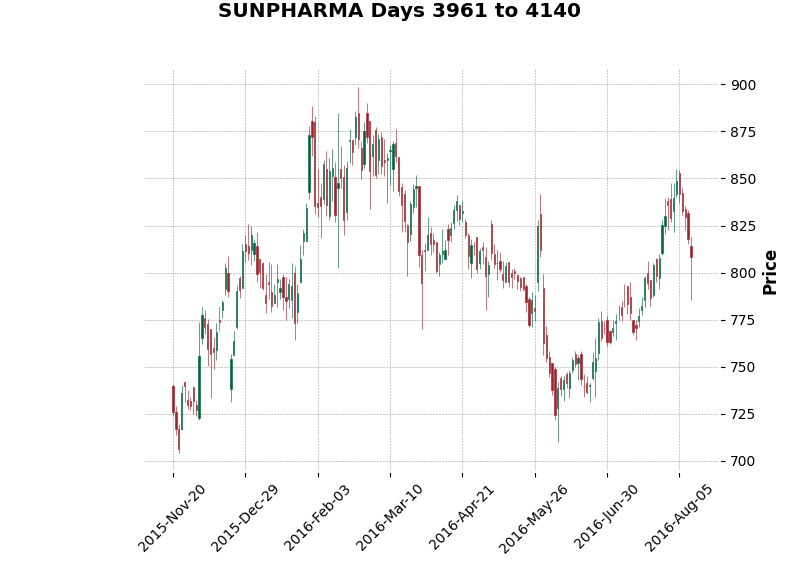 SUNPHARMA Days 3961 to 4140
900
875
850
825
800
775
750
725
700
Price
2015-Nov-20
2015-Dec-29
2016-Feb-03
2016-Mar-10
2016-Apr-21
2016-May-26
2016-Jun-30
2016-Aug-05